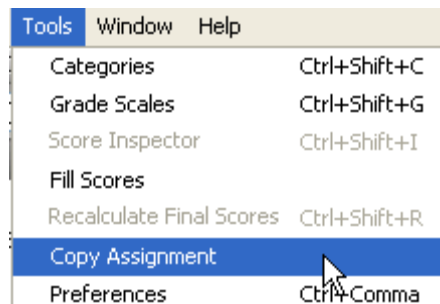 Tools Window Help
Categories Ctrl+Shift+C
Grade Scales Ctrl+Shift+G
Score Inspector Ctrl+Shift+I
Fill Scores
Recalculate Final Scores Ctrl+Shift+R
Copy Assignment
Preferences Ctrl+Comma